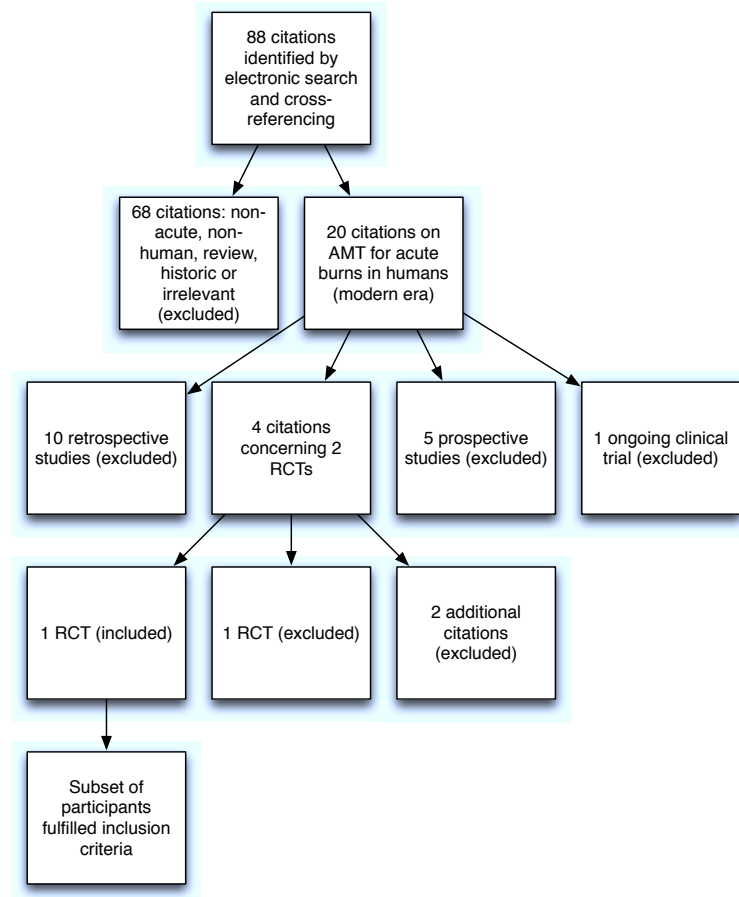 88 citations
identified by
electronic search
and cross-
referencing
68 citations: non-
acute, non-
human, review,
historic or
irrelevant
(excluded)
20 citations on
AMT for acute
burns in humans
(modern era)
10 retrospective
studies (excluded)
4 citations
concerning 2
RCTs
5 prospective
studies (excluded)
1 ongoing clinical
trial (excluded)
1 RCT (included)
1 RCT (excluded)
2 additional
citations
(excluded)
Subset of
participants
fulfilled inclusion
criteria